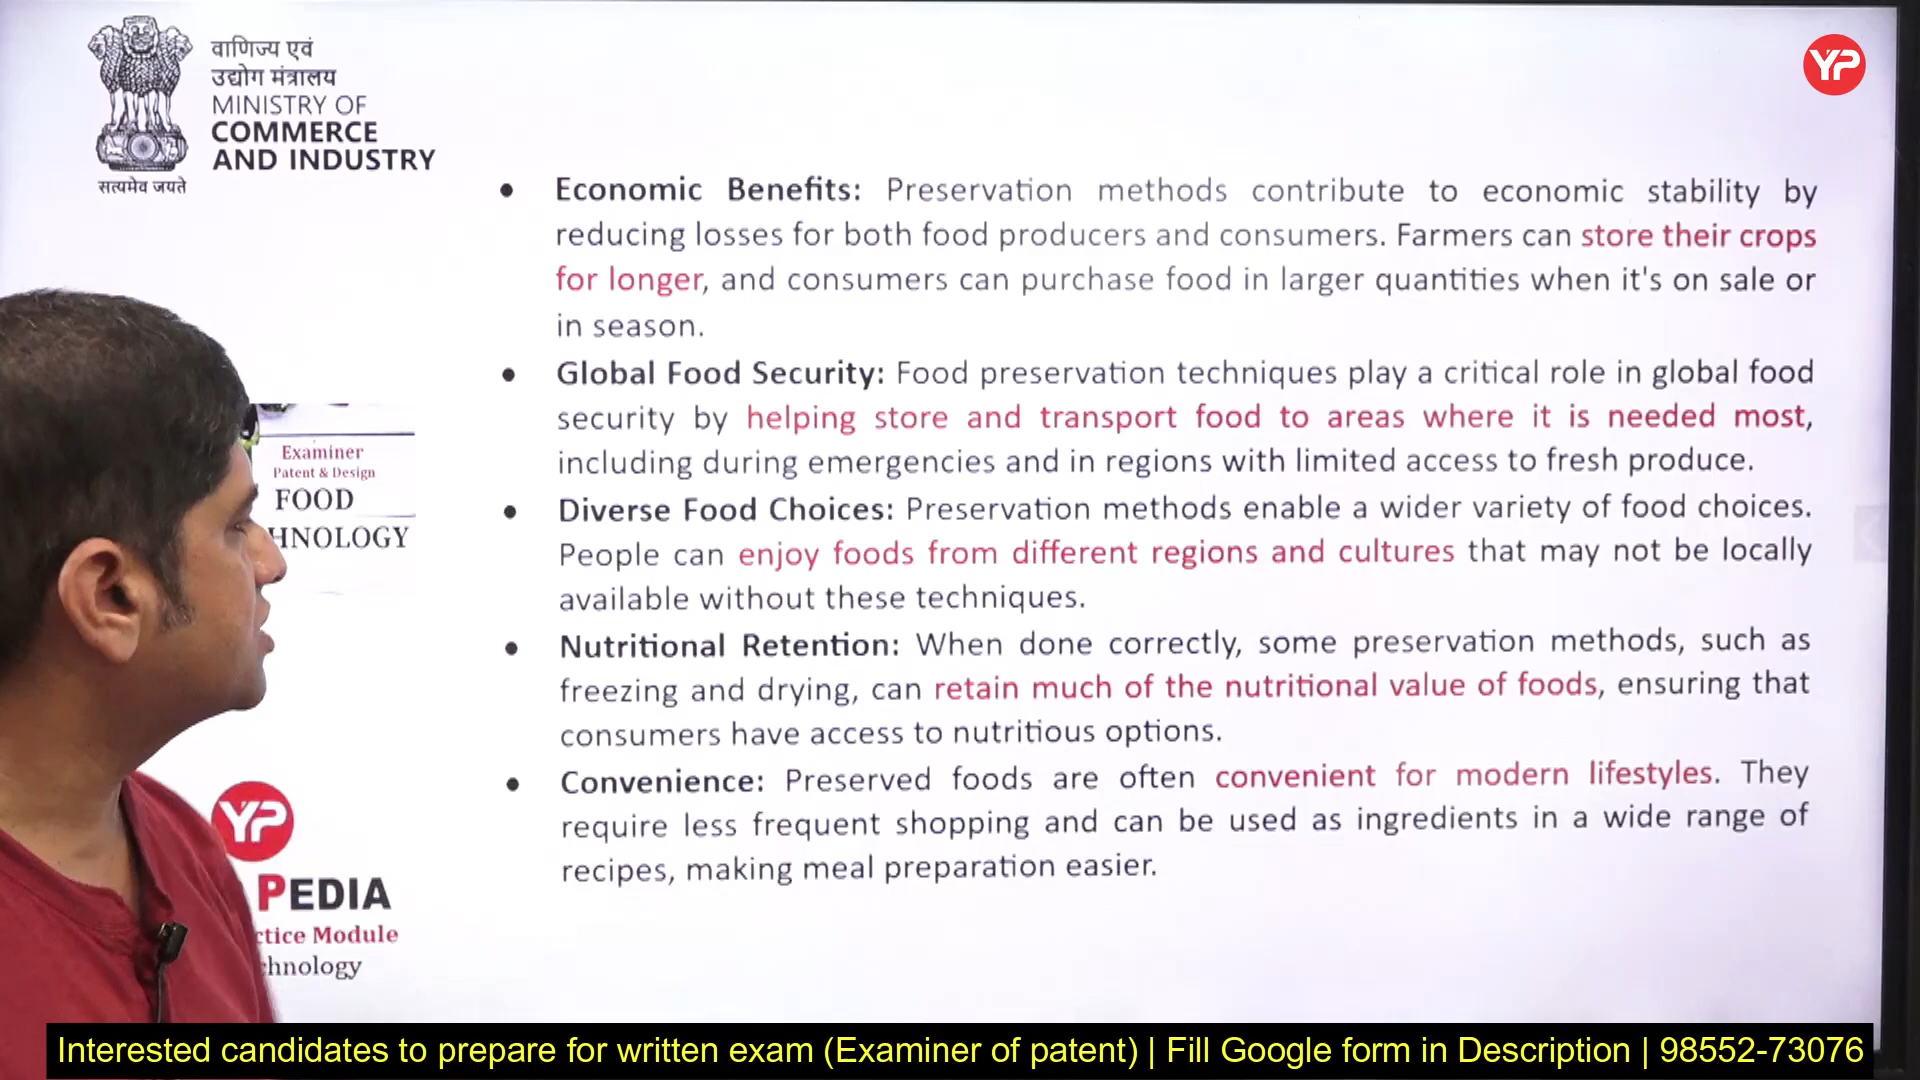 वाणिज्य एवं
उद्योग मंत्रालय
MINISTRY OF
COMMERCE
AND INDUSTRY
सत्यमेव जयते
YP
• Economic Benefits: Preservation methods contribute to economic stability by
reducing losses for both food producers and consumers. Farmers can store their crops
for longer, and consumers can purchase food in larger quantities when it's on sale or
in season.
• Global Food Security: Food preservation techniques play a critical role in global food
security by helping store and transport food to areas where it is needed most,
including during emergencies and in regions with limited access to fresh produce.
• Diverse Food Choices: Preservation methods enable a wider variety of food choices.
People can enjoy foods from different regions and cultures that may not be locally
available without these techniques.
• Nutritional Retention: When done correctly, some preservation methods, such as
freezing and drying, can retain much of the nutritional value of foods, ensuring that
consumers have access to nutritious options.
• Convenience: Preserved foods are often convenient for modern lifestyles. They
require less frequent shopping and can be used as ingredients in a wide range of
recipes, making meal preparation easier.
Examiner
Patent & Design
FOOD
HNOLOGY
YP
PEDIA
ctice Module
hnology
Interested candidates to prepare for written exam (Examiner of patent) | Fill Google form in Description | 98552-73076